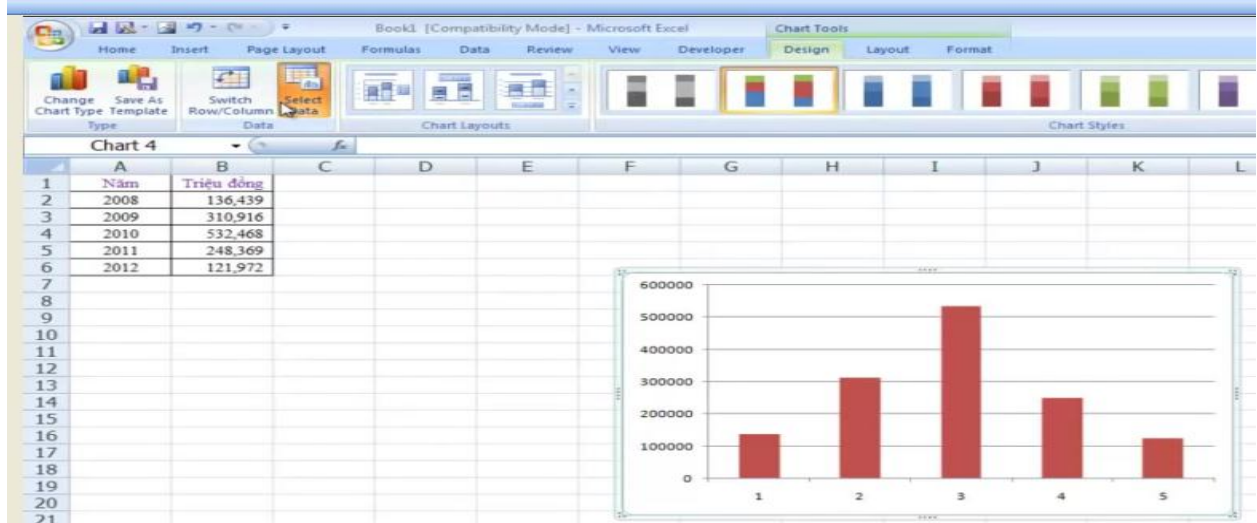 Book1 [Compatibility Mode] - Microsoft Excel
Chart Tools
Home Insert Page Layout Formulas Data Review View Developer Design Layout Format
Change Chart Type
Save As Template
Switch Row/Column
Select Data
Type
Data
Chart Layouts
Chart Styles
Chart 4
fx
A B C D E F G H I J K L
1 Năm Triệu đồng
2 2008 136,439
3 2009 310,916
4 2010 532,468
5 2011 248,369
6 2012 121,972
7
8
9
10
11
12
13
14
15
16
17
18
19
20
21
600000
500000
400000
300000
200000
100000
0
1 2 3 4 5